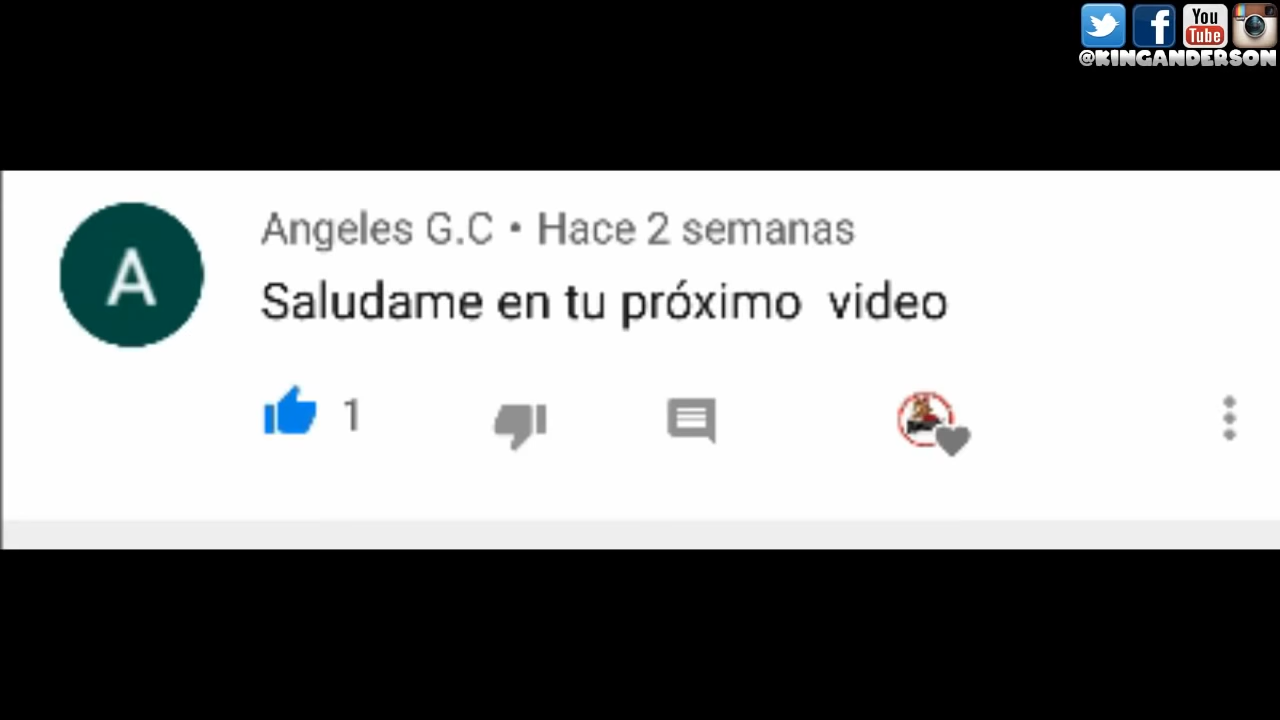 You
Tube
@KINGANDERSON
Angeles G.C • Hace 2 semanas
A
Saludame en tu próximo  video
1